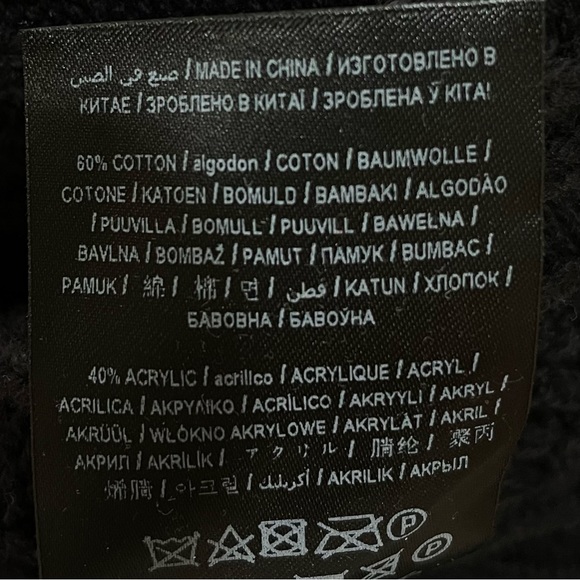 صنع في الصين / MADE IN CHINA / ИЗГОТОВЛЕНО В
КИТАЕ / ЗРОБЛЕНО В КИТАЇ / ЗРОБЛЕНА Ў KITA!
60% COTTON / algodon / COTON / BAUMWOLLE /
COTONE / KATOEN / BOMULD / BAMBAKI / ALGODÃO
/ PUUVILLA / BOMULL / PUUVILL / BAWEŁNA /
BAVLNA / BOMBAŽ / PAMUT / ПАМУК / BUMBAC /
PAMUK / 綿 / 棉 / 면 / قطن / KATUN / ХЛОПОК /
БАВОВНА / БАВОЎНА
40% ACRYLIC / acrilico / ACRYLIQUE / ACRYL /
ACRILICA / АКРУΛІКО / ACRÍLICO / AKRYYLI / AKRYL /
AKRÜÜL / WŁÓKNO AKRYLOWE / AKRYLÁT / AKRIL /
АКРИЛ / AKRİLİK / アクリル / 腈纶 / 聚丙
烯腈 / 아크릴 / أكريليك / AKRILIK / АКРЫЛ
P
P